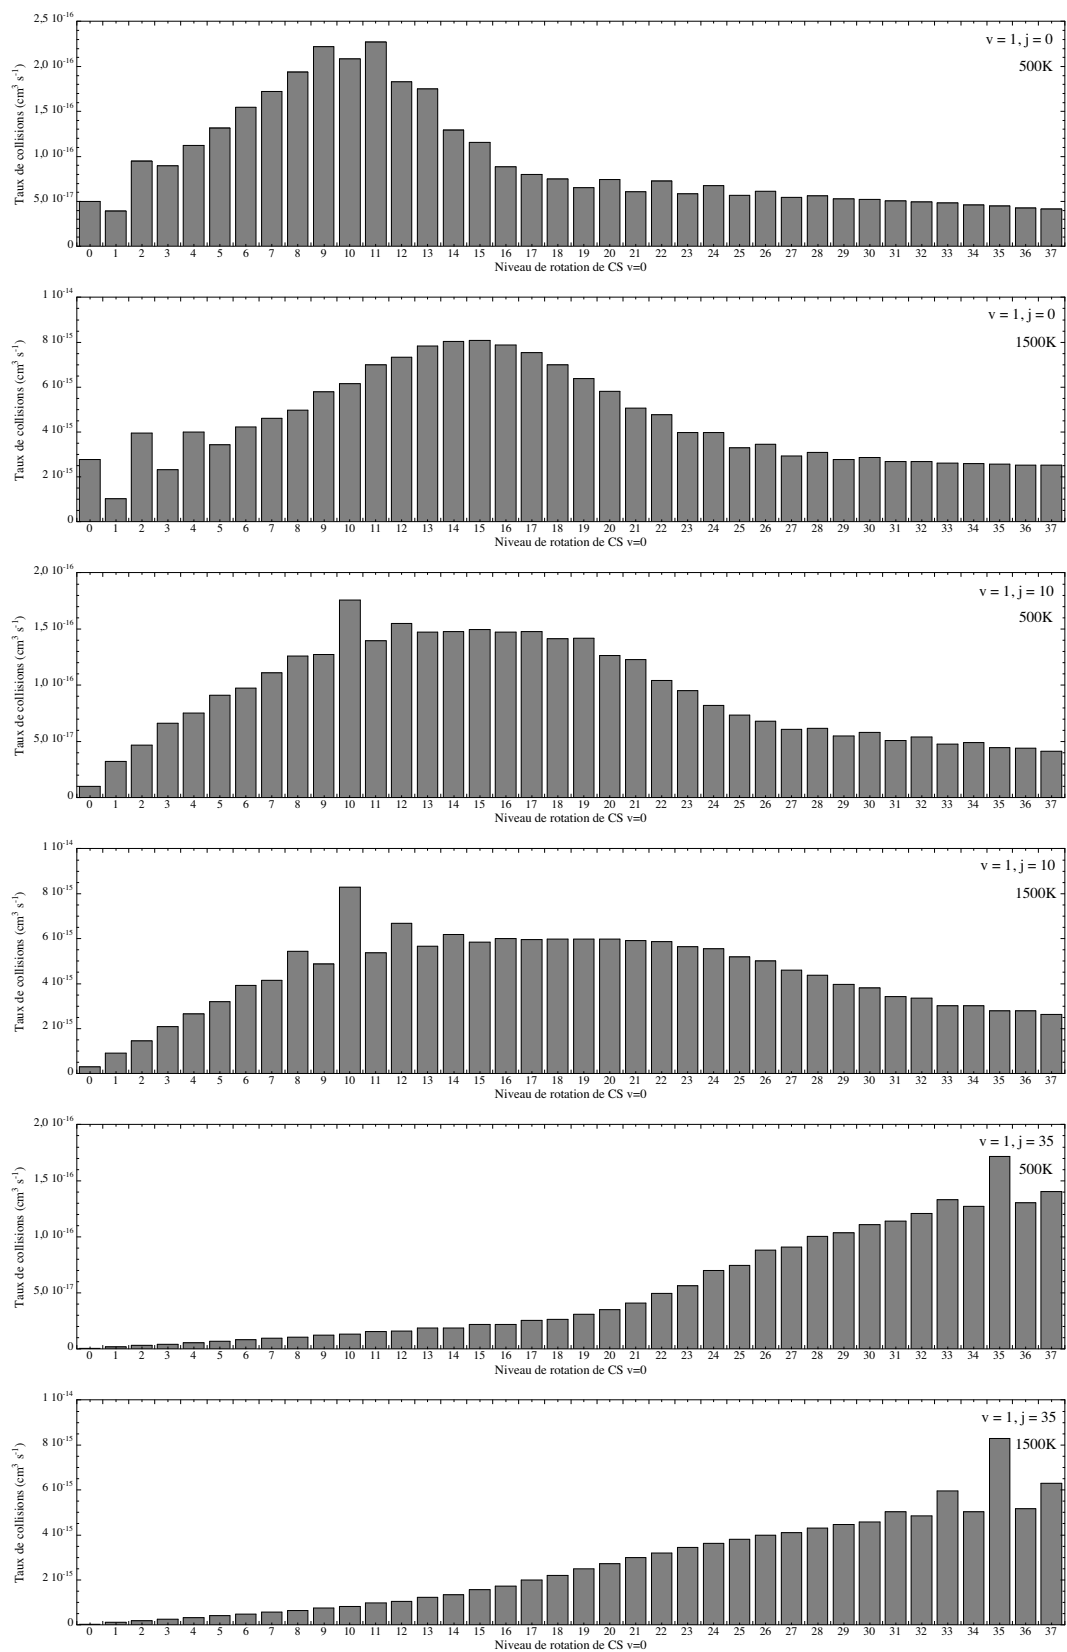 Taux de collisions (cm³ s⁻¹)
2,5 10⁻¹⁶
2,0 10⁻¹⁶
1,5 10⁻¹⁶
1,0 10⁻¹⁶
5,0 10⁻¹⁷
0
v = 1, j = 0
500K
0 1 2 3 4 5 6 7 8 9 10 11 12 13 14 15 16 17 18 19 20 21 22 23 24 25 26 27 28 29 30 31 32 33 34 35 36 37
Niveau de rotation de CS v=0
Taux de collisions (cm³ s⁻¹)
1 10⁻¹⁴
8 10⁻¹⁵
6 10⁻¹⁵
4 10⁻¹⁵
2 10⁻¹⁵
0
v = 1, j = 0
1500K
0 1 2 3 4 5 6 7 8 9 10 11 12 13 14 15 16 17 18 19 20 21 22 23 24 25 26 27 28 29 30 31 32 33 34 35 36 37
Niveau de rotation de CS v=0
Taux de collisions (cm³ s⁻¹)
2,0 10⁻¹⁶
1,5 10⁻¹⁶
1,0 10⁻¹⁶
5,0 10⁻¹⁷
0
v = 1, j = 10
500K
0 1 2 3 4 5 6 7 8 9 10 11 12 13 14 15 16 17 18 19 20 21 22 23 24 25 26 27 28 29 30 31 32 33 34 35 36 37
Niveau de rotation de CS v=0
Taux de collisions (cm³ s⁻¹)
1 10⁻¹⁴
8 10⁻¹⁵
6 10⁻¹⁵
4 10⁻¹⁵
2 10⁻¹⁵
0
v = 1, j = 10
1500K
0 1 2 3 4 5 6 7 8 9 10 11 12 13 14 15 16 17 18 19 20 21 22 23 24 25 26 27 28 29 30 31 32 33 34 35 36 37
Niveau de rotation de CS v=0
Taux de collisions (cm³ s⁻¹)
2,0 10⁻¹⁶
1,5 10⁻¹⁶
1,0 10⁻¹⁶
5,0 10⁻¹⁷
0
v = 1, j = 35
500K
0 1 2 3 4 5 6 7 8 9 10 11 12 13 14 15 16 17 18 19 20 21 22 23 24 25 26 27 28 29 30 31 32 33 34 35 36 37
Niveau de rotation de CS v=0
Taux de collisions (cm³ s⁻¹)
1 10⁻¹⁴
8 10⁻¹⁵
6 10⁻¹⁵
4 10⁻¹⁵
2 10⁻¹⁵
0
v = 1, j = 35
1500K
0 1 2 3 4 5 6 7 8 9 10 11 12 13 14 15 16 17 18 19 20 21 22 23 24 25 26 27 28 29 30 31 32 33 34 35 36 37
Niveau de rotation de CS v=0